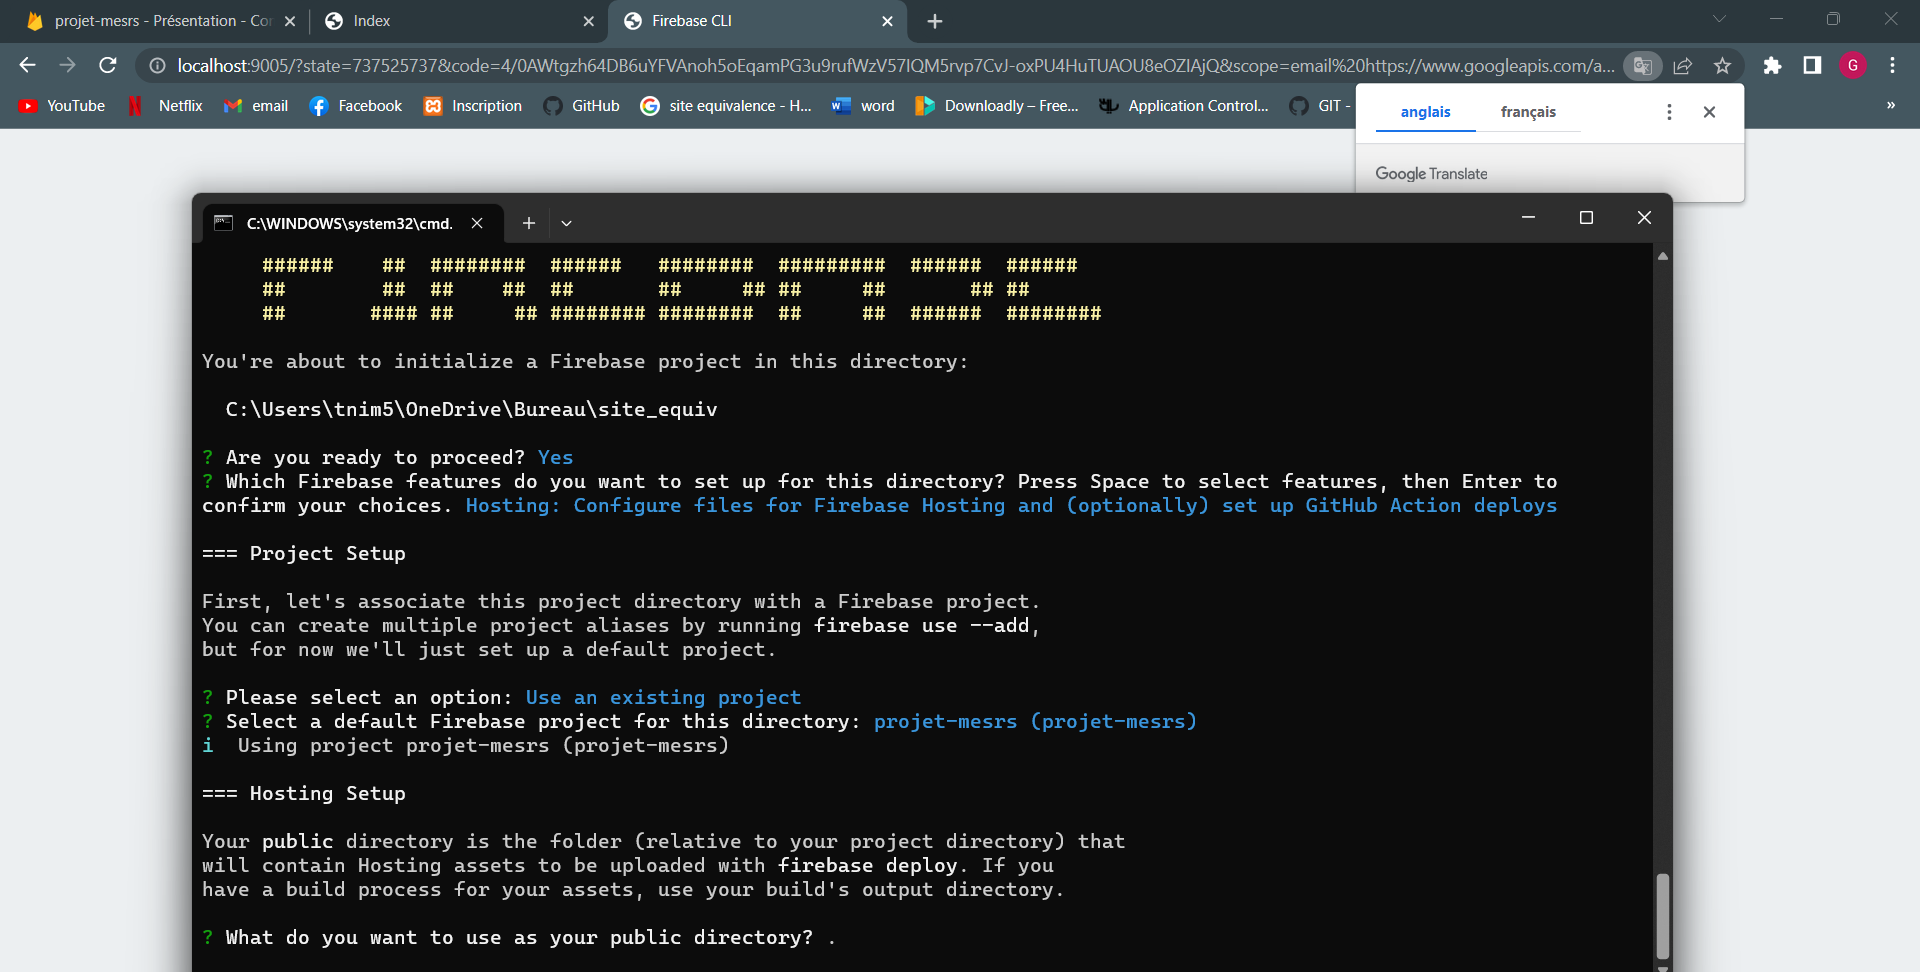 projet-mesrs - Présentation - Cor
Index
Firebase CLI
localhost:9005/?state=737525737&code=4/0AWtgzh64DB6uYFVAnoh5oEqamPG3u9rufWzV57IQM5rvp7CvJ-oxPU4HuTUAOU8eOZIAjQ&scope=email%20https://www.googleapis.com/a...
G
YouTube
Netflix
email
Facebook
Inscription
GitHub
site equivalence - H...
word
Downloadly – Free...
Application Control...
GIT -
»
anglais
français
Google Translate
C:\WINDOWS\system32\cmd.
######    ##  ########  ######   ########  #########  ######  ######
##        ##  ##    ##  ##       ##     ## ##     ##       ## ##
##       #### ##     ## ######## ########  ##     ##  ######  ########
You're about to initialize a Firebase project in this directory:
C:\Users\tnim5\OneDrive\Bureau\site_equiv
? Are you ready to proceed? Yes
? Which Firebase features do you want to set up for this directory? Press Space to select features, then Enter to
confirm your choices. Hosting: Configure files for Firebase Hosting and (optionally) set up GitHub Action deploys
=== Project Setup
First, let's associate this project directory with a Firebase project.
You can create multiple project aliases by running firebase use --add,
but for now we'll just set up a default project.
? Please select an option: Use an existing project
? Select a default Firebase project for this directory: projet-mesrs (projet-mesrs)
i  Using project projet-mesrs (projet-mesrs)
=== Hosting Setup
Your public directory is the folder (relative to your project directory) that
will contain Hosting assets to be uploaded with firebase deploy. If you
have a build process for your assets, use your build's output directory.
? What do you want to use as your public directory? .